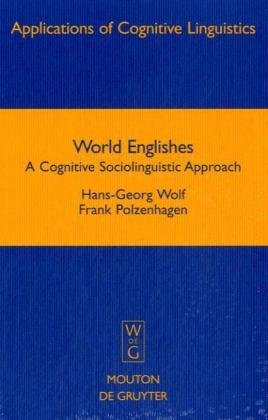 Applications of Cognitive Linguistics
World Englishes
A Cognitive Sociolinguistic Approach
Hans-Georg Wolf
Frank Polzenhagen
W
DE
G
MOUTON
DE GRUYTER